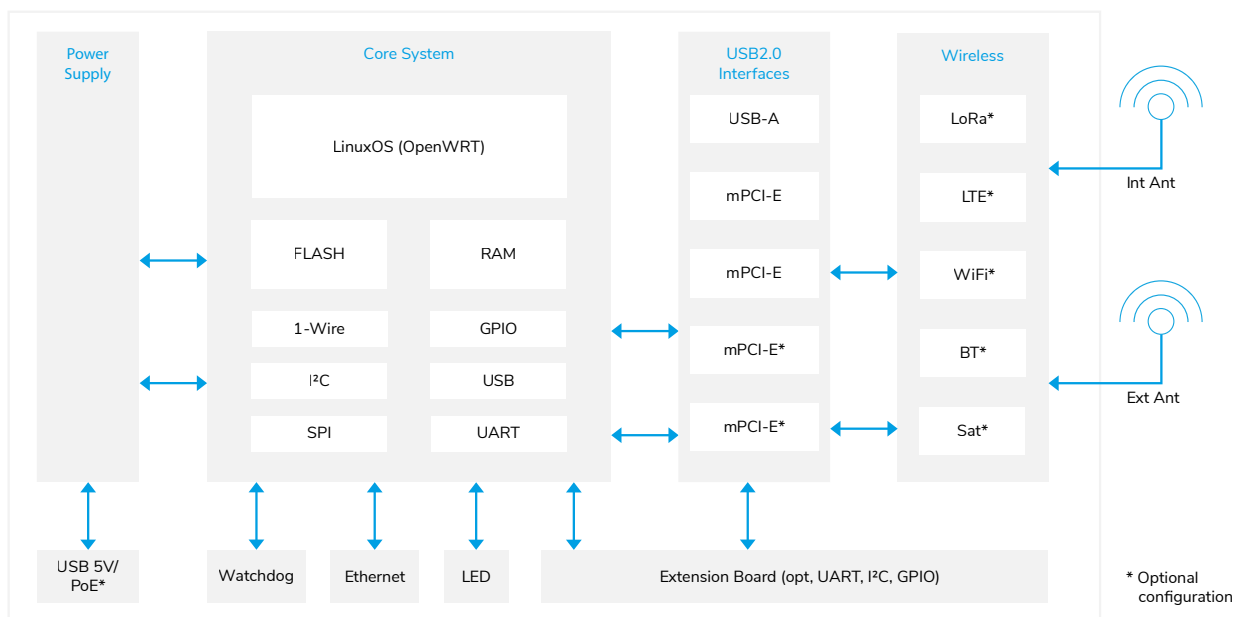 Power
Supply
Core System
USB2.0
Interfaces
Wireless
LinuxOS (OpenWRT)
USB-A
LoRa*
mPCI-E
LTE*
Int Ant
FLASH
RAM
mPCI-E
WiFi*
1-Wire
GPIO
mPCI-E*
BT*
I²C
USB
Ext Ant
SPI
UART
mPCI-E*
Sat*
USB 5V/
PoE*
Watchdog
Ethernet
LED
Extension Board (opt, UART, I²C, GPIO)
* Optional
configuration